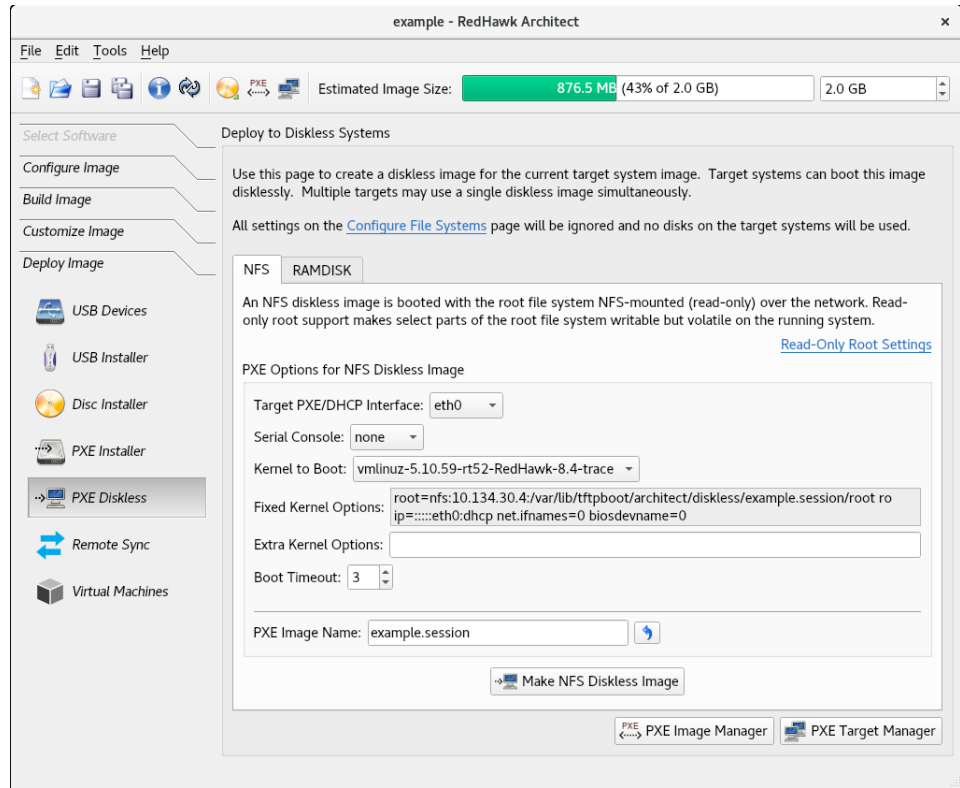 example - RedHawk Architect
File Edit Tools Help
PXE Estimated Image Size: 876.5 MB (43% of 2.0 GB) 2.0 GB
Select Software
Configure Image
Build Image
Customize Image
Deploy Image
USB Devices
USB Installer
Disc Installer
PXE Installer
PXE Diskless
Remote Sync
Virtual Machines
Deploy to Diskless Systems
Use this page to create a diskless image for the current target system image. Target systems can boot this image
disklessly. Multiple targets may use a single diskless image simultaneously.
All settings on the Configure File Systems page will be ignored and no disks on the target systems will be used.
NFS RAMDISK
An NFS diskless image is booted with the root file system NFS-mounted (read-only) over the network. Read-
only root support makes select parts of the root file system writable but volatile on the running system.
Read-Only Root Settings
PXE Options for NFS Diskless Image
Target PXE/DHCP Interface: eth0
Serial Console: none
Kernel to Boot: vmlinuz-5.10.59-rt52-RedHawk-8.4-trace
Fixed Kernel Options: root=nfs:10.134.30.4:/var/lib/tftpboot/architect/diskless/example.session/root ro
ip=:::::eth0:dhcp net.ifnames=0 biosdevname=0
Extra Kernel Options:
Boot Timeout: 3
PXE Image Name: example.session
Make NFS Diskless Image
PXE PXE Image Manager PXE Target Manager